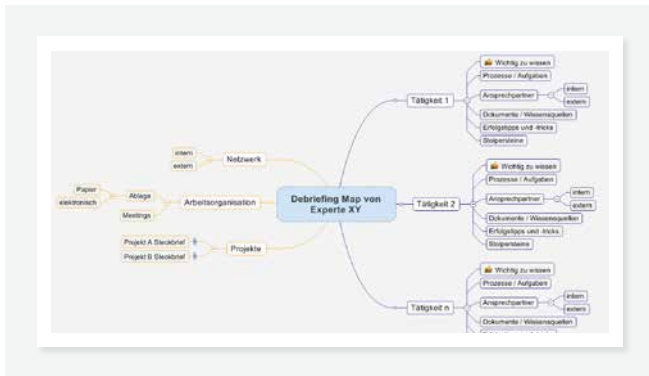 Debriefing Map von
Experte XY
Netzwerk
intern
extern
Arbeitsorganisation
Ablage
Papier
elektronisch
Meetings
Projekte
Projekt A Steckbrief
Projekt B Steckbrief
Tätigkeit 1
Wichtig zu wissen
Prozesse / Aufgaben
Ansprechpartner
intern
extern
Dokumente / Wissensquellen
Erfolgstipps und -tricks
Stolpersteine
Tätigkeit 2
Wichtig zu wissen
Prozesse / Aufgaben
Ansprechpartner
intern
extern
Dokumente / Wissensquellen
Erfolgstipps und -tricks
Stolpersteine
Tätigkeit n
Wichtig zu wissen
Prozesse / Aufgaben
Ansprechpartner
intern
extern
Dokumente / Wissensquellen